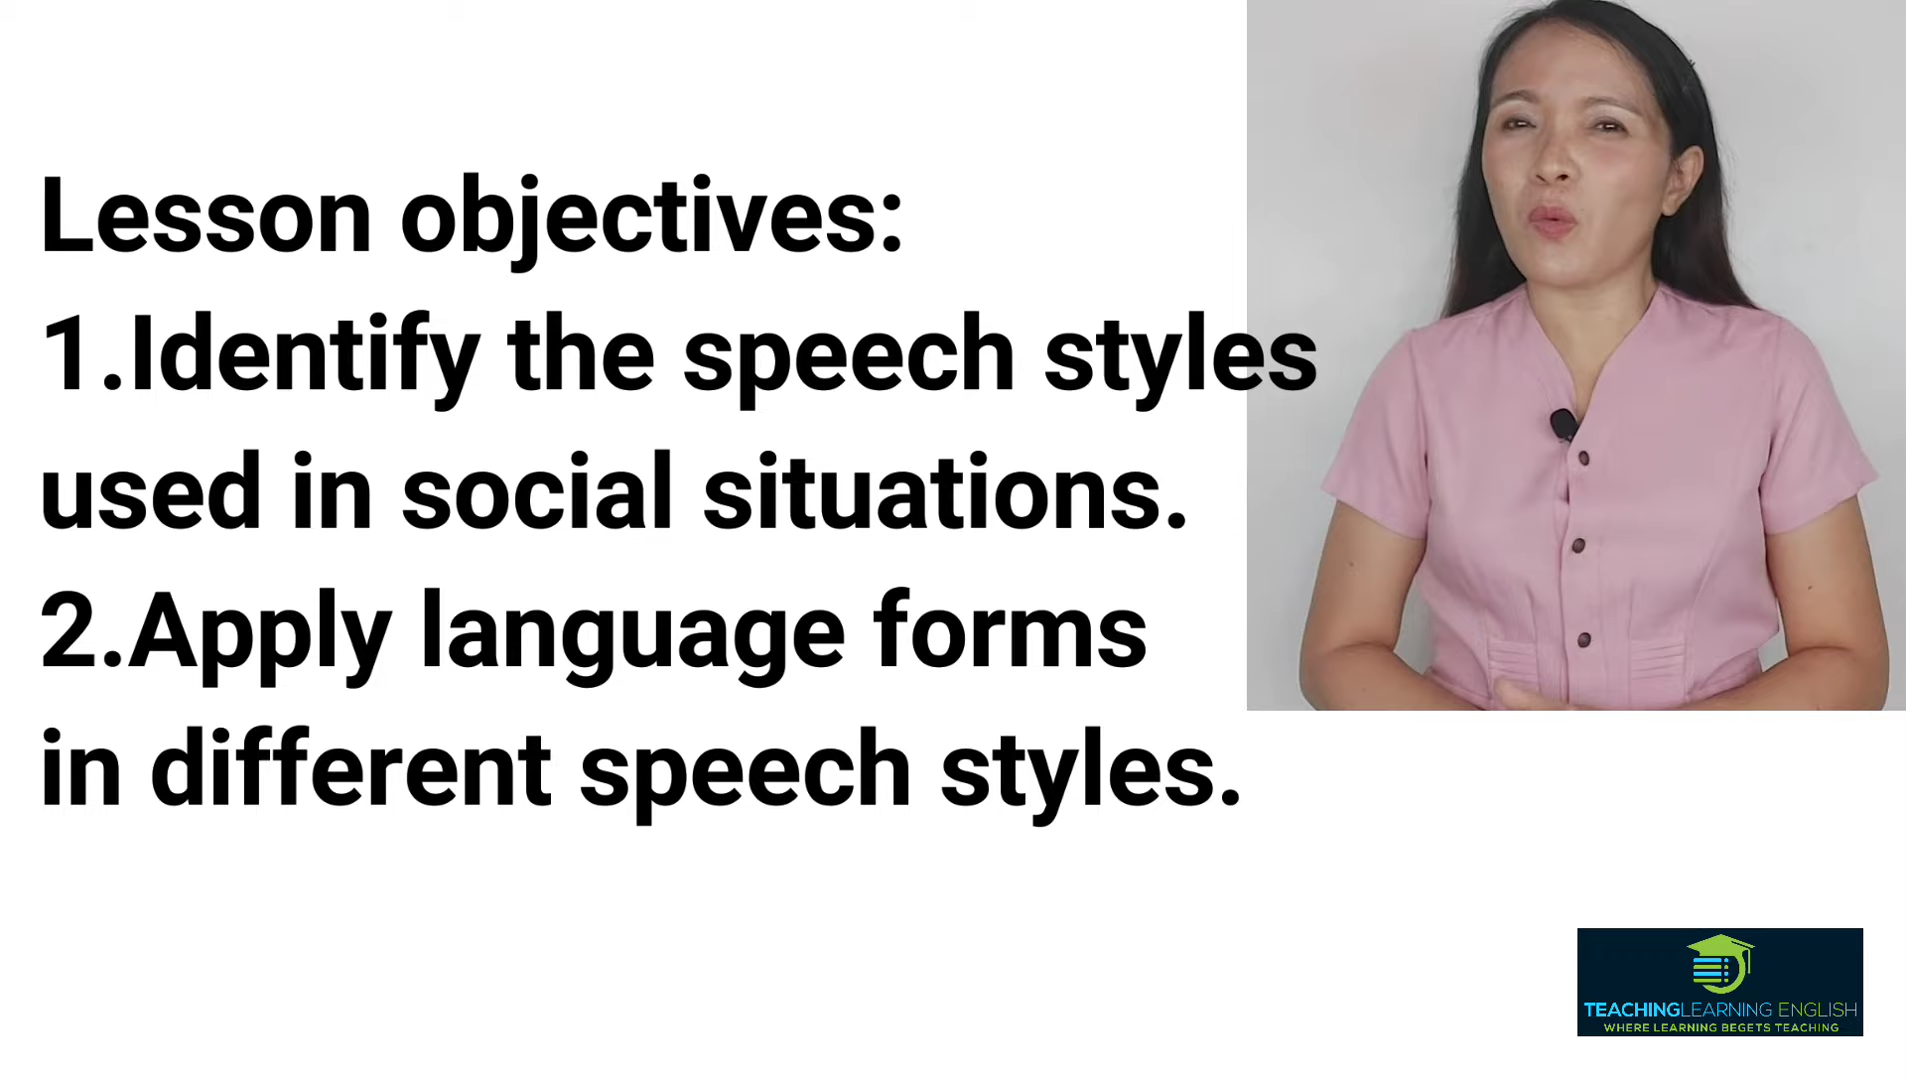 Lesson objectives:
1.Identify the speech styles
used in social situations.
2.Apply language forms
in different speech styles.
TEACHINGLEARNING ENGLISH
WHERE LEARNING BEGETS TEACHING